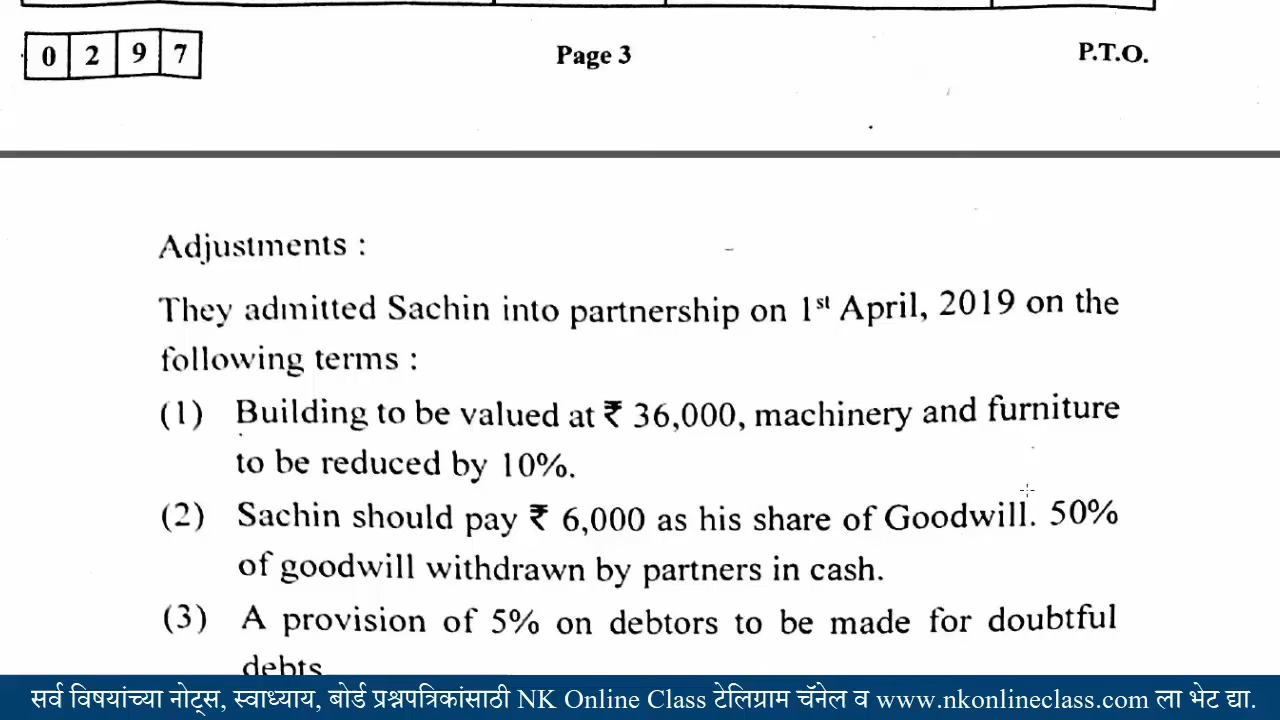 0 2 9 7
Page 3
P.T.O.
Adjustments :
They admitted Sachin into partnership on 1st April, 2019 on the
following terms :
(1) Building to be valued at ₹ 36,000, machinery and furniture
to be reduced by 10%.
(2) Sachin should pay ₹ 6,000 as his share of Goodwill. 50%
of goodwill withdrawn by partners in cash.
(3) A provision of 5% on debtors to be made for doubtful
debts
सर्व विषयांच्या नोट्स, स्वाध्याय, बोर्ड प्रश्नपत्रिकांसाठी NK Online Class टेलिग्राम चॅनेल व www.nkonlineclass.com ला भेट द्या.